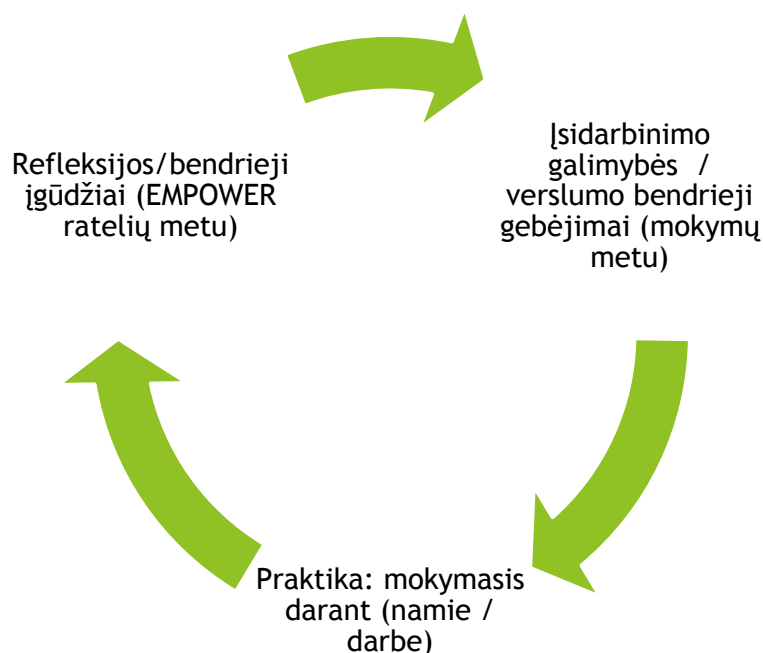 Refleksijos/bendrieji
įgūdžiai (EMPOWER
ratelių metu)
Įsidarbinimo
galimybės /
verslumo bendrieji
gebėjimai (mokymų
metu)
Praktika: mokymasis
darant (namie /
darbe)